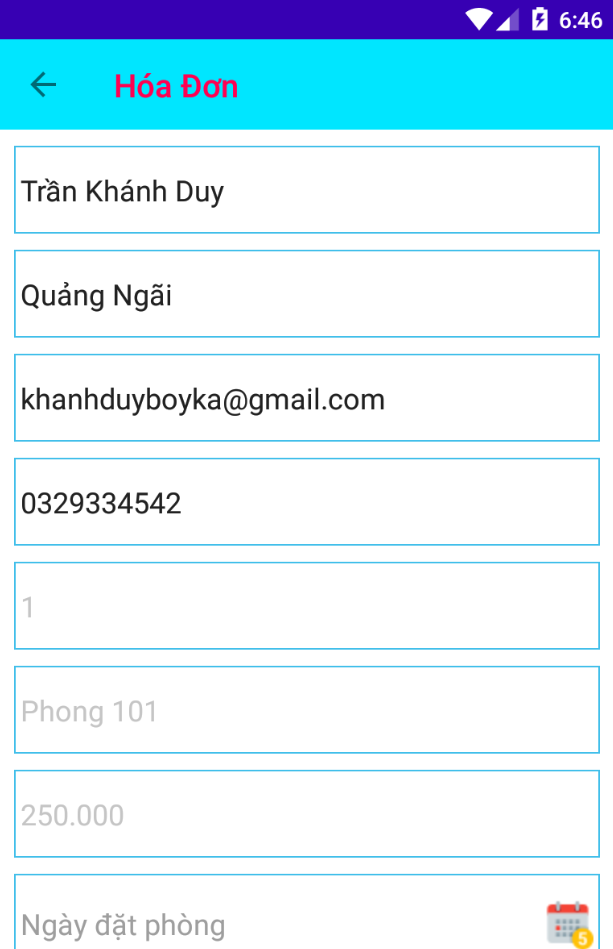 6:46
Hóa Đơn
Trần Khánh Duy
Quảng Ngãi
khanhduyboyka@gmail.com
0329334542
1
Phong 101
250.000
Ngày đặt phòng
5